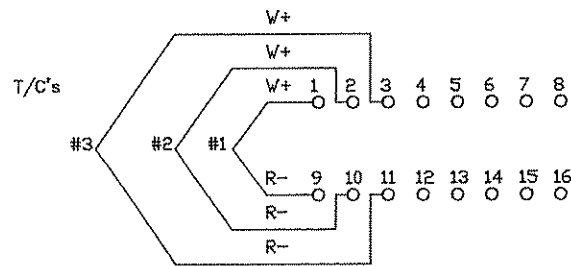 W+
W+
T/C's
W+ 1 2 3 4 5 6 7 8
#3 #2 #1
R- 9 10 11 12 13 14 15 16
R-
R-